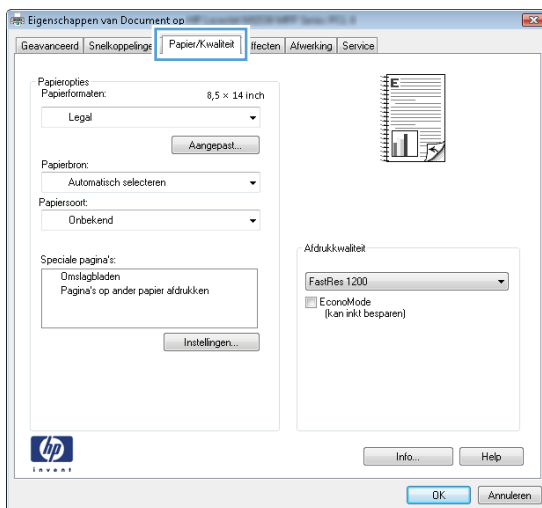 Eigenschappen van Document op
Geavanceerd Snelkoppelinge Papier/Kwaliteit ffecten Afwerking Service
Papieropties
Papierformaten: 8,5 × 14 inch
Legal
Aangepast...
Papierbron:
Automatisch selecteren
Papiersoort:
Onbekend
Speciale pagina's:
Omslagbladen
Pagina's op ander papier afdrukken
Instellingen...
E
Afdrukkwaliteit
FastRes 1200
EconoMode
(kan inkt besparen)
hp
invent
Info... Help
OK Annuleren